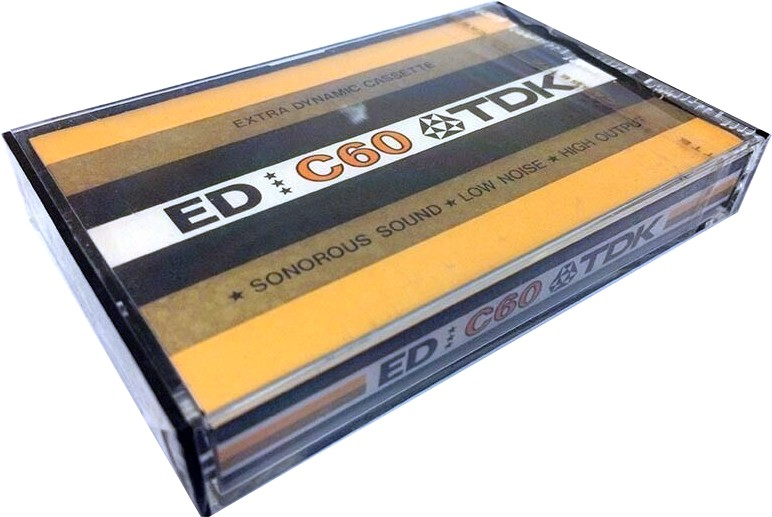 EXTRA DYNAMIC CASSETTE
ED ★★★ C60 TDK
★ SONOROUS SOUND ★ LOW NOISE ★ HIGH OUTPUT
ED ★★★ C60 TDK